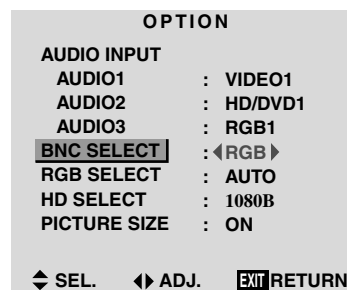 OPTION
AUDIO INPUT
AUDIO1 : VIDEO1
AUDIO2 : HD/DVD1
AUDIO3 : RGB1
BNC SELECT : ◀RGB▶
RGB SELECT : AUTO
HD SELECT : 1080B
PICTURE SIZE : ON
SEL. ADJ. EXIT RETURN